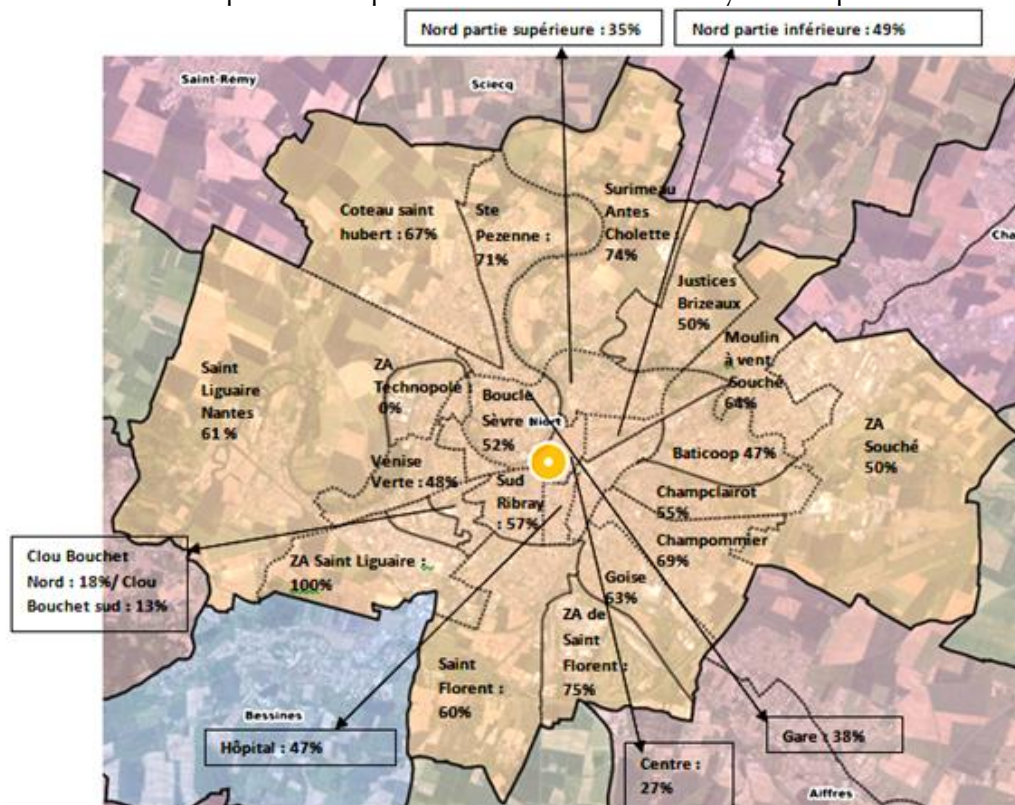 Nord partie supérieure : 35%
Nord partie inférieure : 49%
Saint-Remy
Sciecq
Surimeau
Antes
Cholette :
74%
Coteau saint
hubert : 67%
Ste
Pezenne :
71%
Justices
Brizeaux
50%
Moulin
à vent
Souché
64%
Saint
Liguaire
Nantes
61 %
ZA
Technopole :
0%
Boucle
Sèvre
52%
Niort
ZA
Souché
50%
Venise
Verte : 48%
Baticoop 47%
Sud
Ribray
: 57%
Champclairot
55%
Champommier
69%
Clou Bouchet
Nord : 18%/ Clou
Bouchet sud : 13%
ZA Saint Liguaire :
100%
Goise
63%
ZA de
Saint
Florent :
75%
Saint
Florent :
60%
Bessines
Hôpital : 47%
Gare : 38%
Centre :
27%
Aiffres